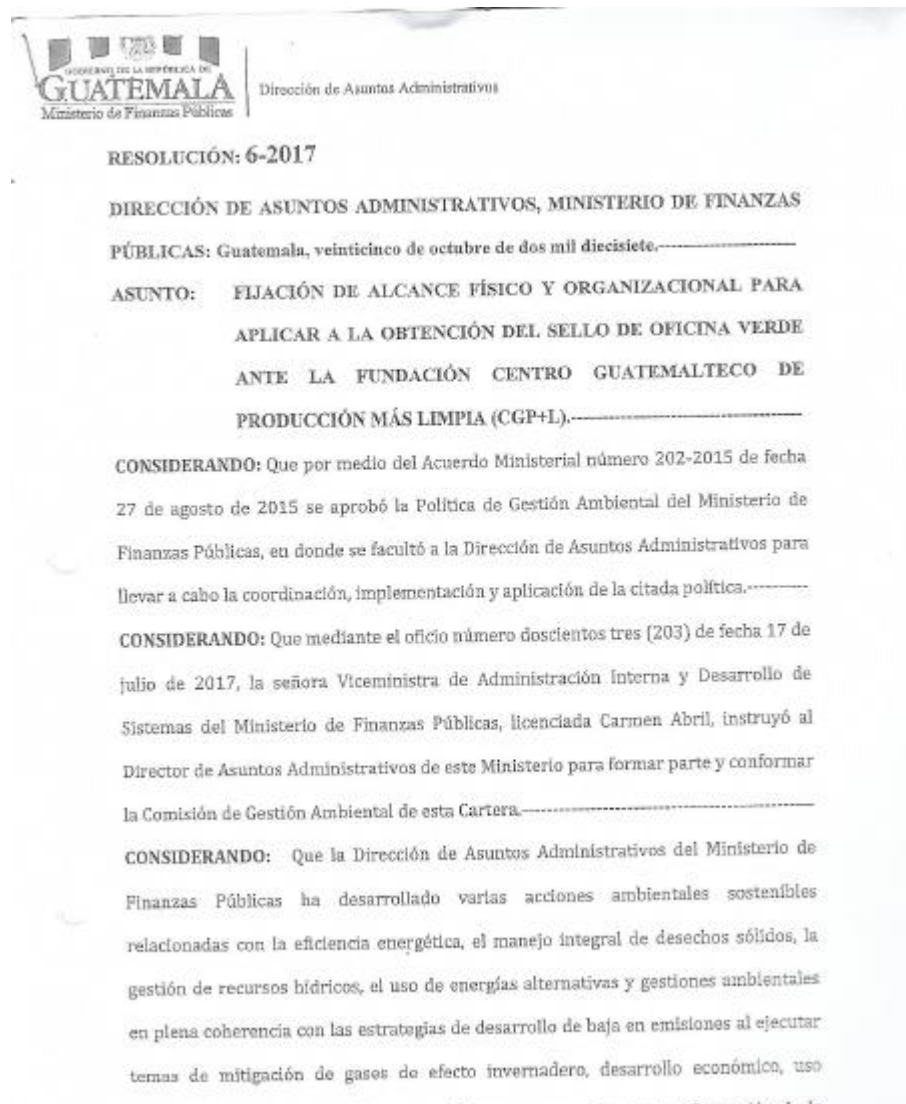 GOBIERNO DE LA REPÚBLICA DE
GUATEMALA
Ministerio de Finanzas Públicas
Dirección de Asuntos Administrativos
RESOLUCIÓN: 6-2017
DIRECCIÓN DE ASUNTOS ADMINISTRATIVOS, MINISTERIO DE FINANZAS
PÚBLICAS: Guatemala, veinticinco de octubre de dos mil diecisiete.--------------------
ASUNTO: FIJACIÓN DE ALCANCE FÍSICO Y ORGANIZACIONAL PARA
APLICAR A LA OBTENCIÓN DEL SELLO DE OFICINA VERDE
ANTE LA FUNDACIÓN CENTRO GUATEMALTECO DE
PRODUCCIÓN MÁS LIMPIA (CGP+L).--------------------------------
CONSIDERANDO: Que por medio del Acuerdo Ministerial número 202-2015 de fecha
27 de agosto de 2015 se aprobó la Política de Gestión Ambiental del Ministerio de
Finanzas Públicas, en donde se facultó a la Dirección de Asuntos Administrativos para
llevar a cabo la coordinación, implementación y aplicación de la citada política.----------
CONSIDERANDO: Que mediante el oficio número doscientos tres (203) de fecha 17 de
julio de 2017, la señora Viceministra de Administración Interna y Desarrollo de
Sistemas del Ministerio de Finanzas Públicas, licenciada Carmen Abril, instruyó al
Director de Asuntos Administrativos de este Ministerio para formar parte y conformar
la Comisión de Gestión Ambiental de esta Cartera.------------------------------------------
CONSIDERANDO: Que la Dirección de Asuntos Administrativos del Ministerio de
Finanzas Públicas ha desarrollado varias acciones ambientales sostenibles
relacionadas con la eficiencia energética, el manejo integral de desechos sólidos, la
gestión de recursos hídricos, el uso de energías alternativas y gestiones ambientales
en plena coherencia con las estrategias de desarrollo de baja en emisiones al ejecutar
temas de mitigación de gases de efecto invernadero, desarrollo económico, uso